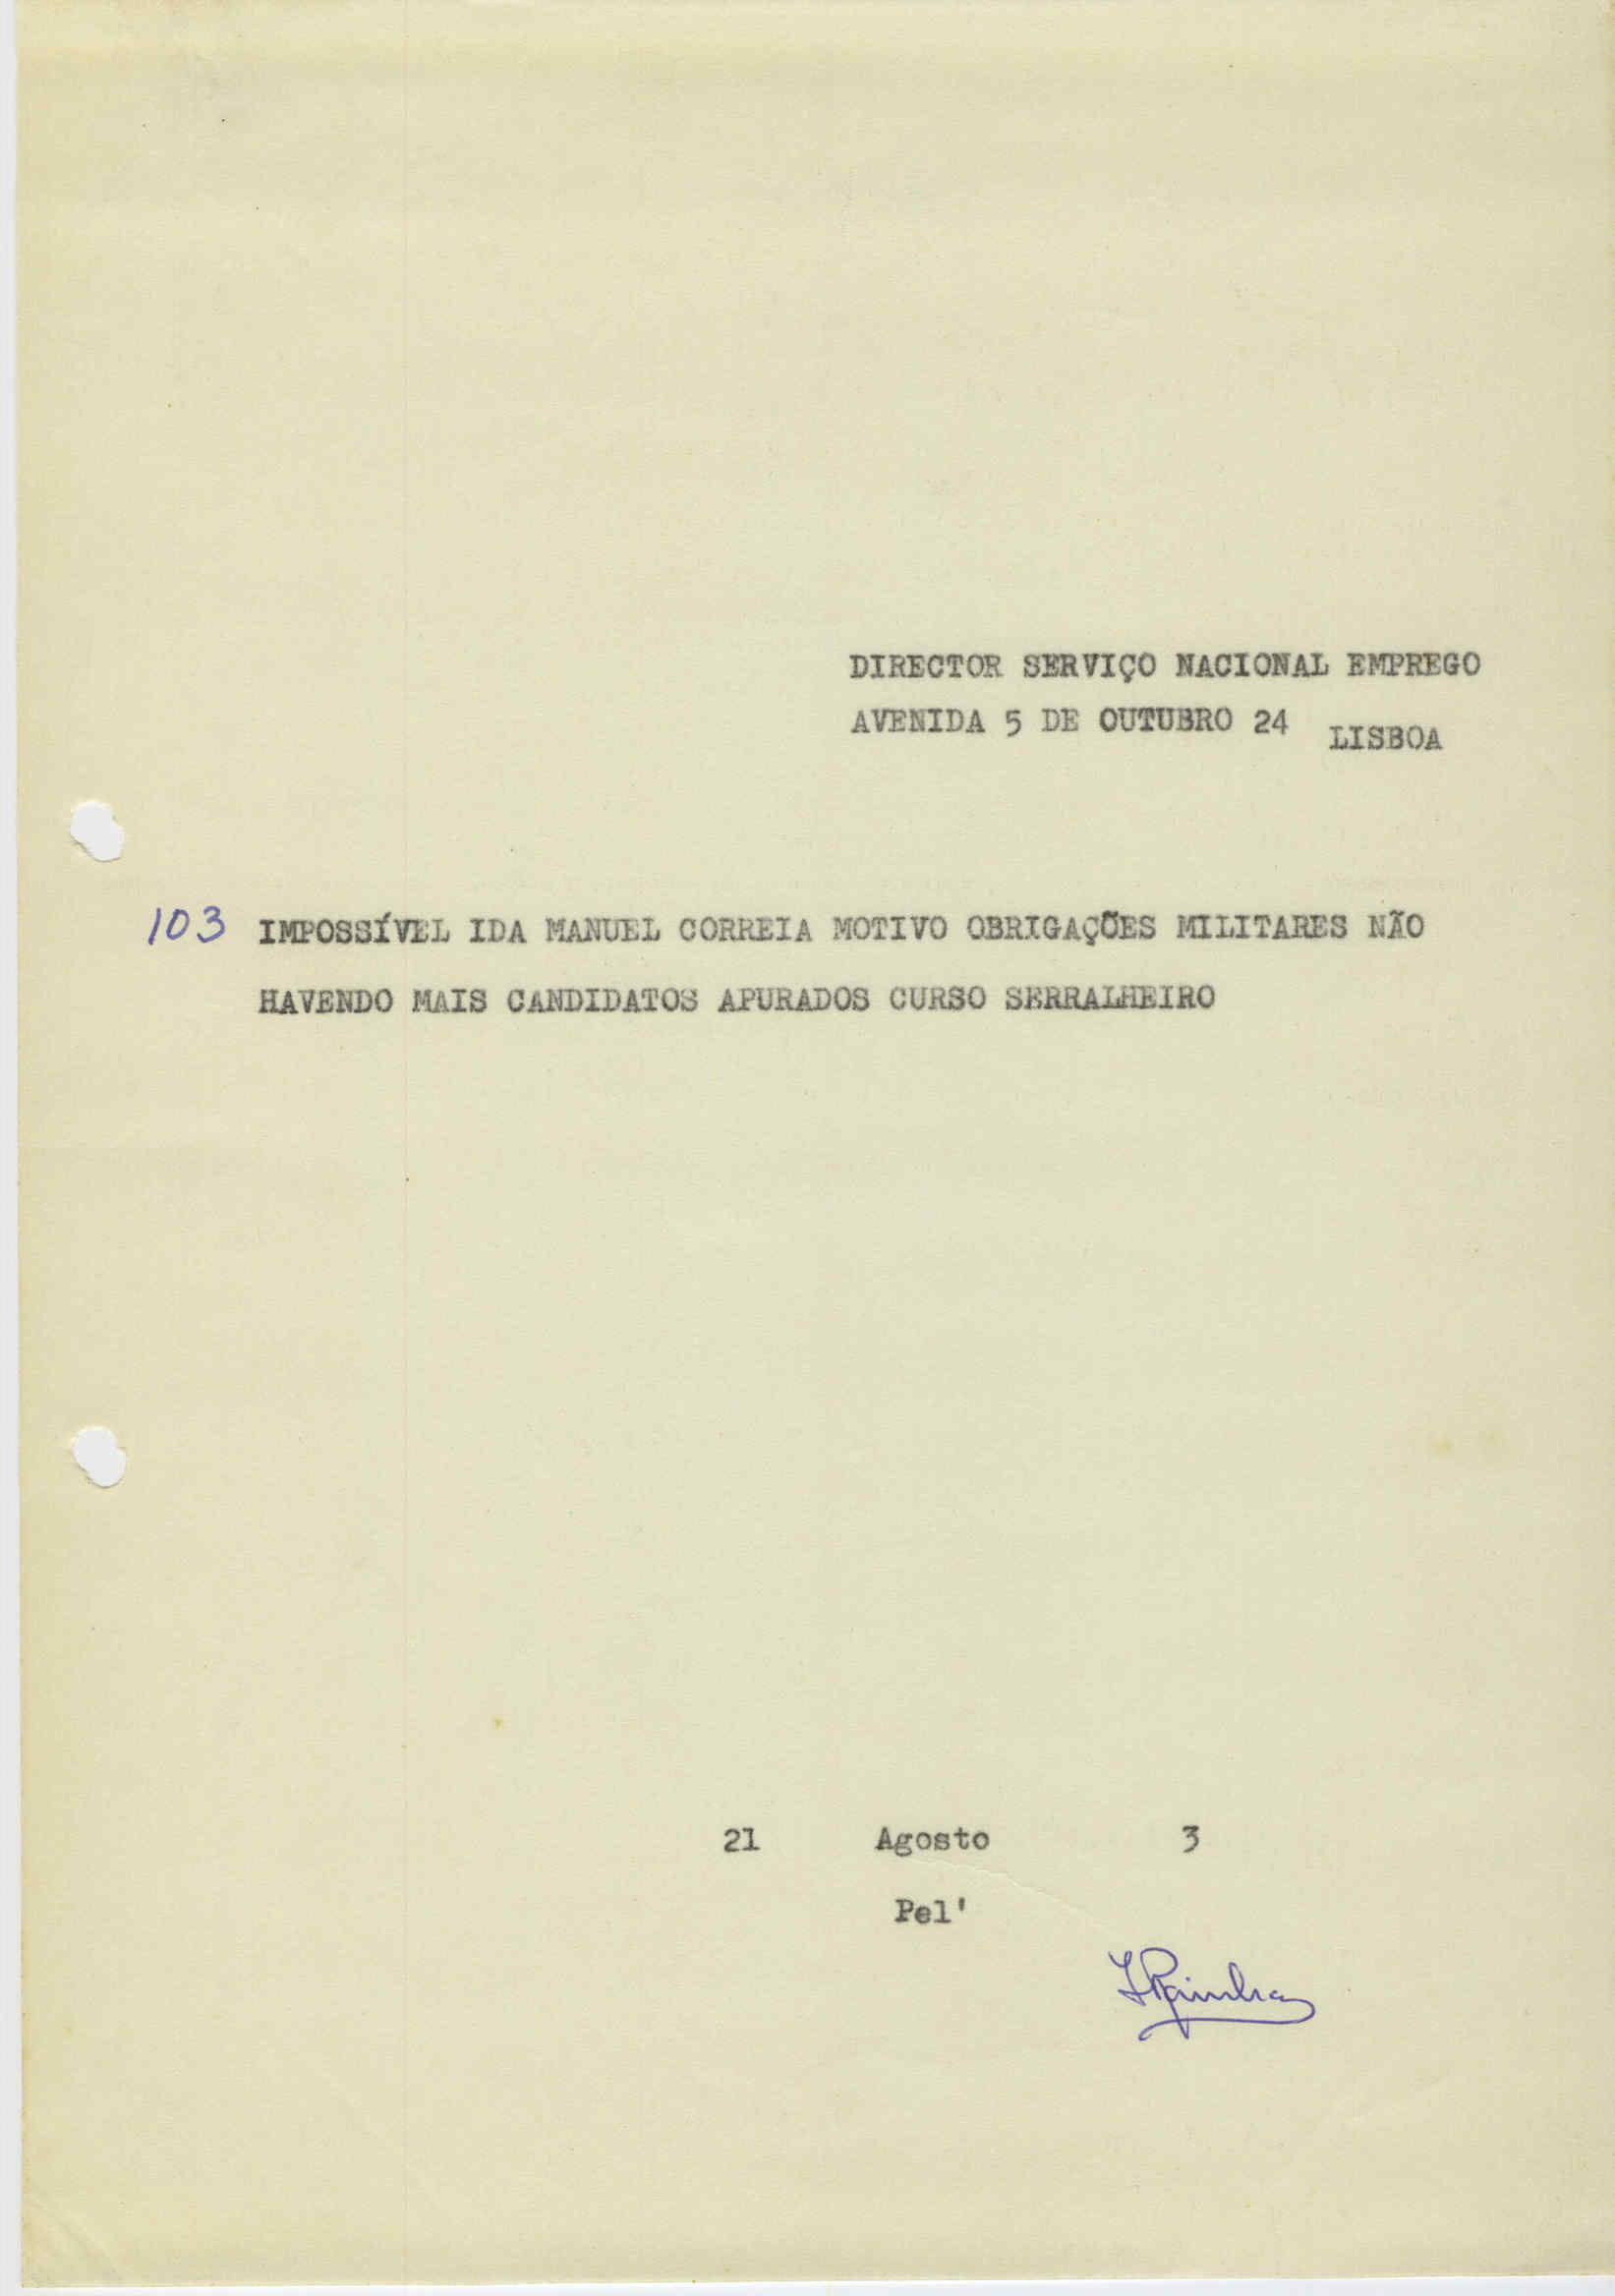 DIRECTOR SERVIÇO NACIONAL EMPREGO
AVENIDA 5 DE OUTUBRO 24 LISBOA
103 IMPOSSÍVEL IDA MANUEL CORREIA MOTIVO OBRIGAÇÕES MILITARES NÃO
HAVENDO MAIS CANDIDATOS APURADOS CURSO SERRALHEIRO
21 Agosto 3
Pel'